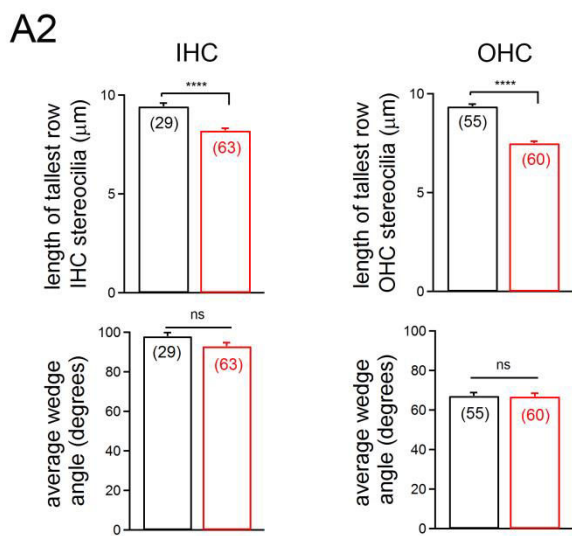 A2
IHC
length of tallest row
IHC stereocilia (μm)
10
5
0
****
(29)
(63)
OHC
length of tallest row
OHC stereocilia (μm)
10
5
0
****
(55)
(60)
average wedge
angle (degrees)
100
80
60
40
20
0
ns
(29)
(63)
average wedge
angle (degrees)
100
80
60
40
20
0
ns
(55)
(60)